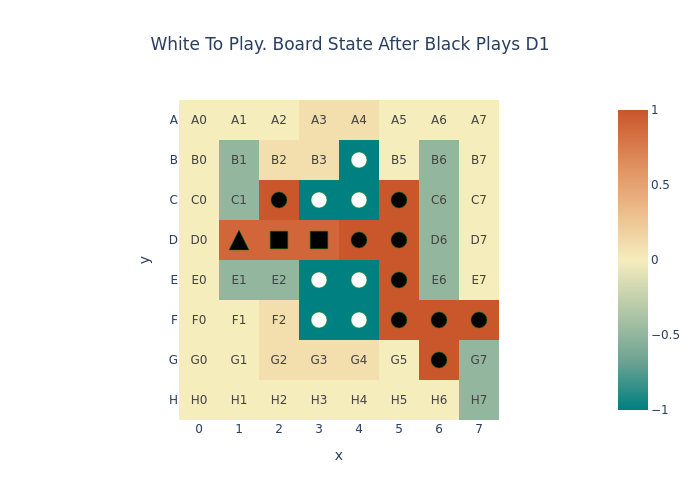 White To Play. Board State After Black Plays D1
A A0 A1 A2 A3 A4 A5 A6 A7 1
B B0 B1 B2 B3 B5 B6 B7
C C0 C1 C6 C7 0.5
D D0 D6 D7
y
E E0 E1 E2 E6 E7 0
F F0 F1 F2
G G0 G1 G2 G3 G4 G5 G7 −0.5
H H0 H1 H2 H3 H4 H5 H6 H7 −1
0 1 2 3 4 5 6 7
x